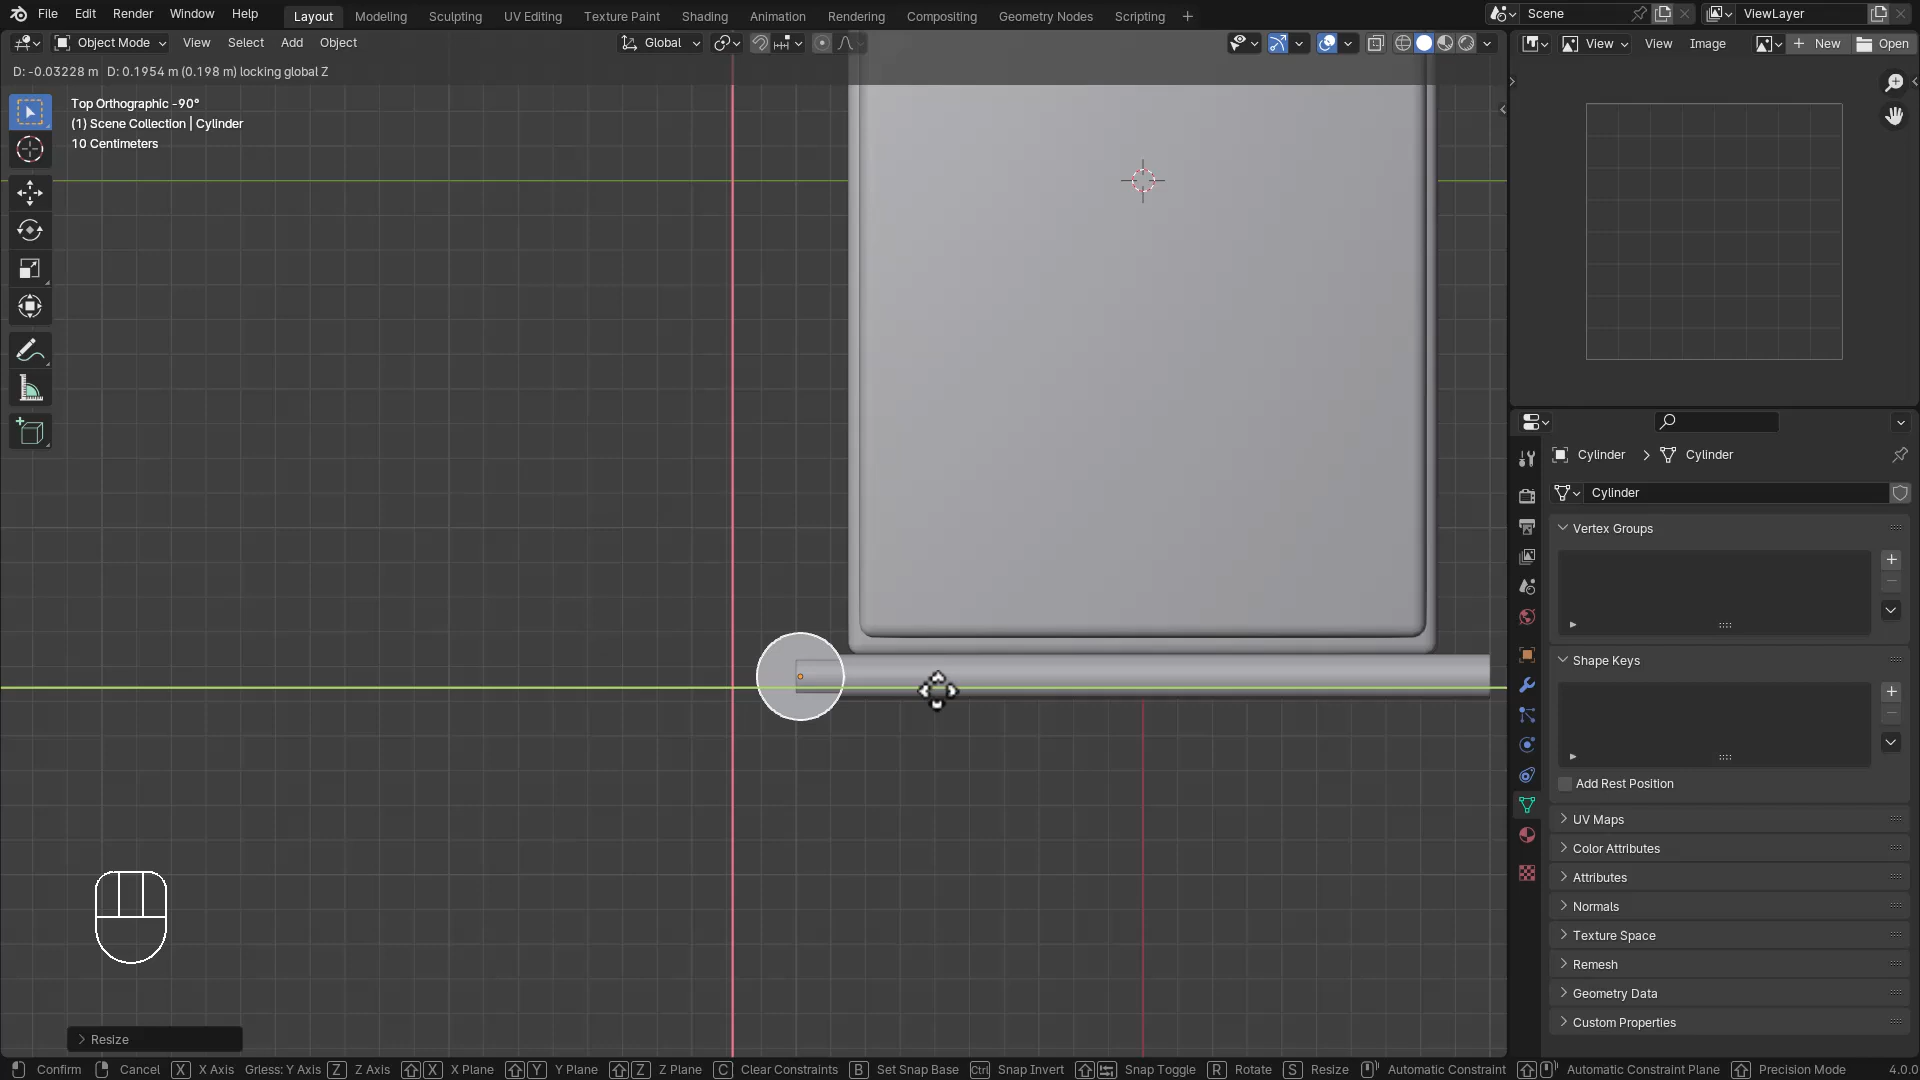 File Edit Render Window Help Layout Modeling Sculpting UV Editing Texture Paint Shading Animation Rendering Compositing Geometry Nodes Scripting + Scene ViewLayer
Object Mode View Select Add Object Global View View Image New Open
D: -0.03228 m D: 0.1954 m (0.198 m) locking global Z
Top Orthographic -90°
(1) Scene Collection | Cylinder
10 Centimeters
Cylinder > Cylinder
Cylinder
Vertex Groups
Shape Keys
Add Rest Position
UV Maps
Color Attributes
Attributes
Normals
Texture Space
Remesh
Geometry Data
Custom Properties
Resize
Confirm Cancel X X Axis Grless: Y Axis Z Z Axis X X Plane Y Y Plane Z Z Plane C Clear Constraints B Set Snap Base Ctrl Snap Invert Snap Toggle R Rotate S Resize Automatic Constraint Automatic Constraint Plane Precision Mode 4.0.0